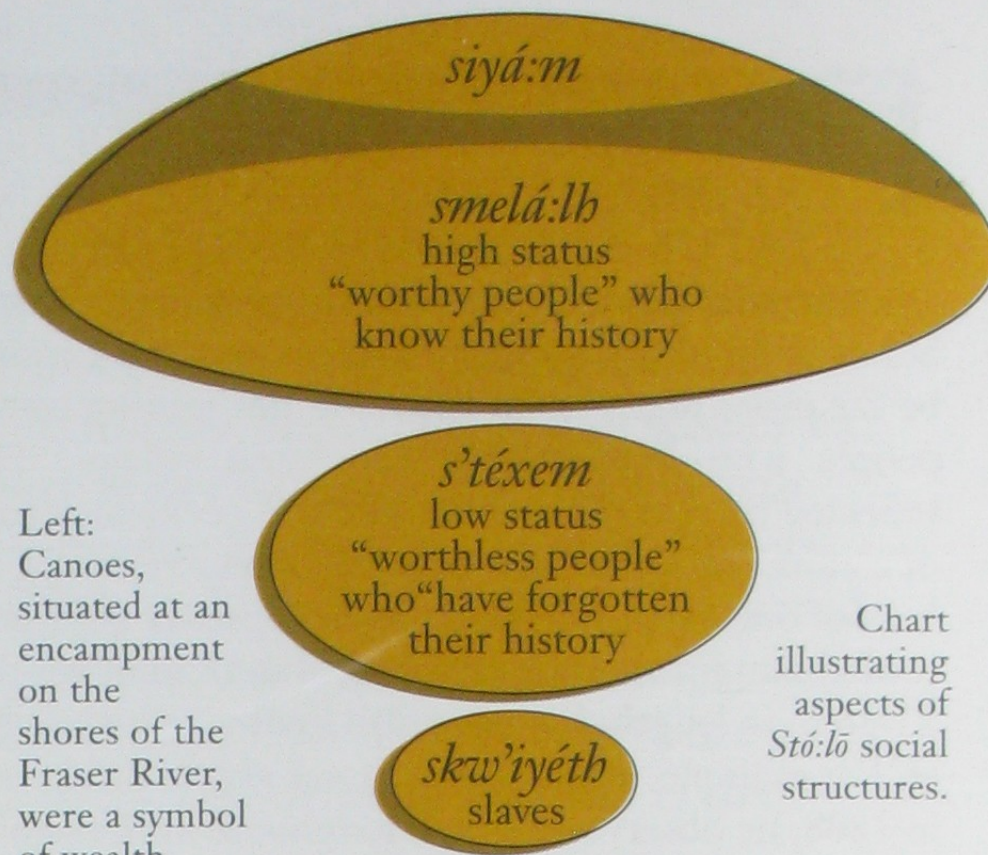 siyá:m
smelá:lh
high status
“worthy people” who
know their history
s’téxem
low status
“worthless people”
who“have forgotten
their history
skw’iyéth
slaves
Left:
Canoes,
situated at an
encampment
on the
shores of the
Fraser River,
were a symbol
of wealth
Chart
illustrating
aspects of
Stó:lō social
structures.